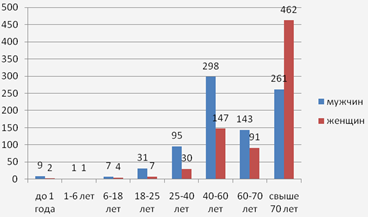 500
450
400
350
300
250
200
150
100
50
0
9 2
1 1
7 4
31 7
95 30
298 147
143 91
261 462
до 1 года
1-6 лет
6-18 лет
18-25 лет
25-40 лет
40-60 лет
60-70 лет
свыше 70 лет
мужчин
женщин